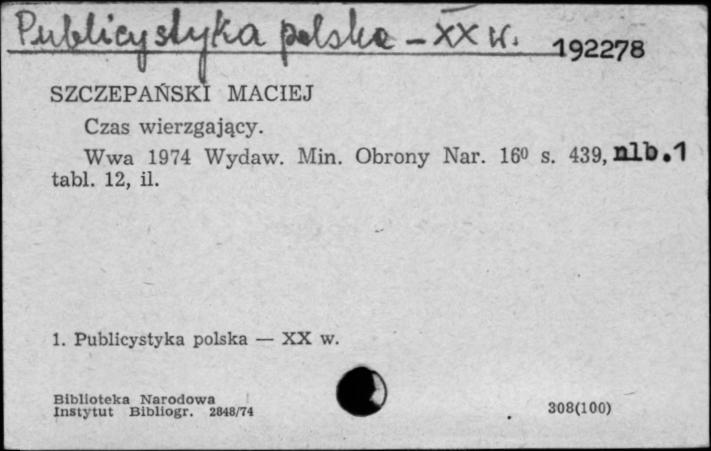 Publicystyka polska – XX w.
192278
SZCZEPAŃSKI MACIEJ
Czas wierzgający.
Wwa 1974 Wydaw. Min. Obrony Nar. 16⁰ s. 439, nlb.1
tabl. 12, il.
1. Publicystyka polska — XX w.
Biblioteka Narodowa
Instytut Bibliogr. 2848/74
308(100)